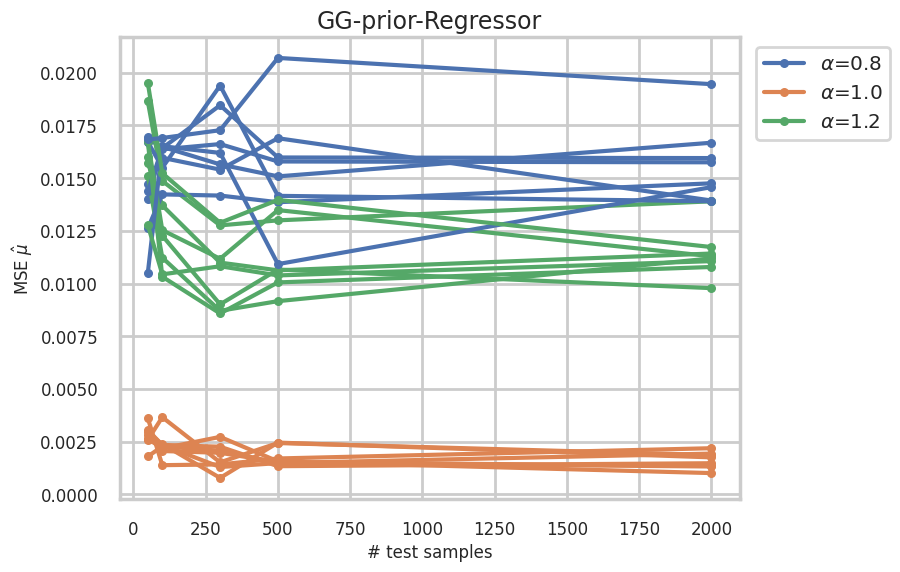 GG-prior-Regressor
MSE $\hat{\mu}$
0.0200
0.0175
0.0150
0.0125
0.0100
0.0075
0.0050
0.0025
0.0000
0 250 500 750 1000 1250 1500 1750 2000
# test samples
α=0.8
α=1.0
α=1.2